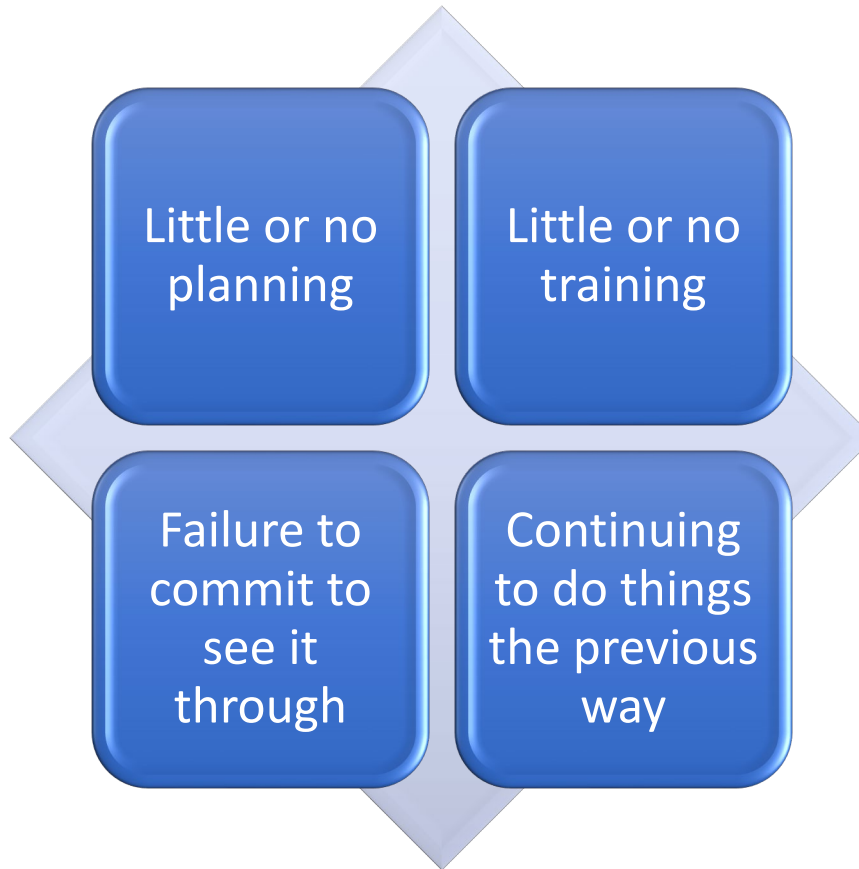 Little or no
planning
Little or no
training
Failure to
commit to
see it
through
Continuing
to do things
the previous
way